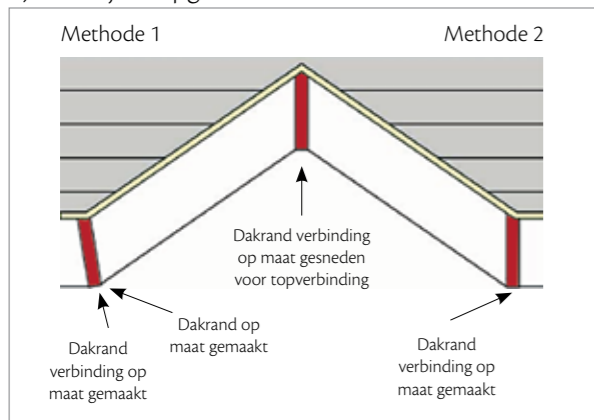 Methode 1
Methode 2
Dakrand verbinding
op maat gesneden
voor topverbinding
Dakrand op
maat gemaakt
Dakrand
verbinding op
maat gemaakt
Dakrand
verbinding op
maat gemaakt